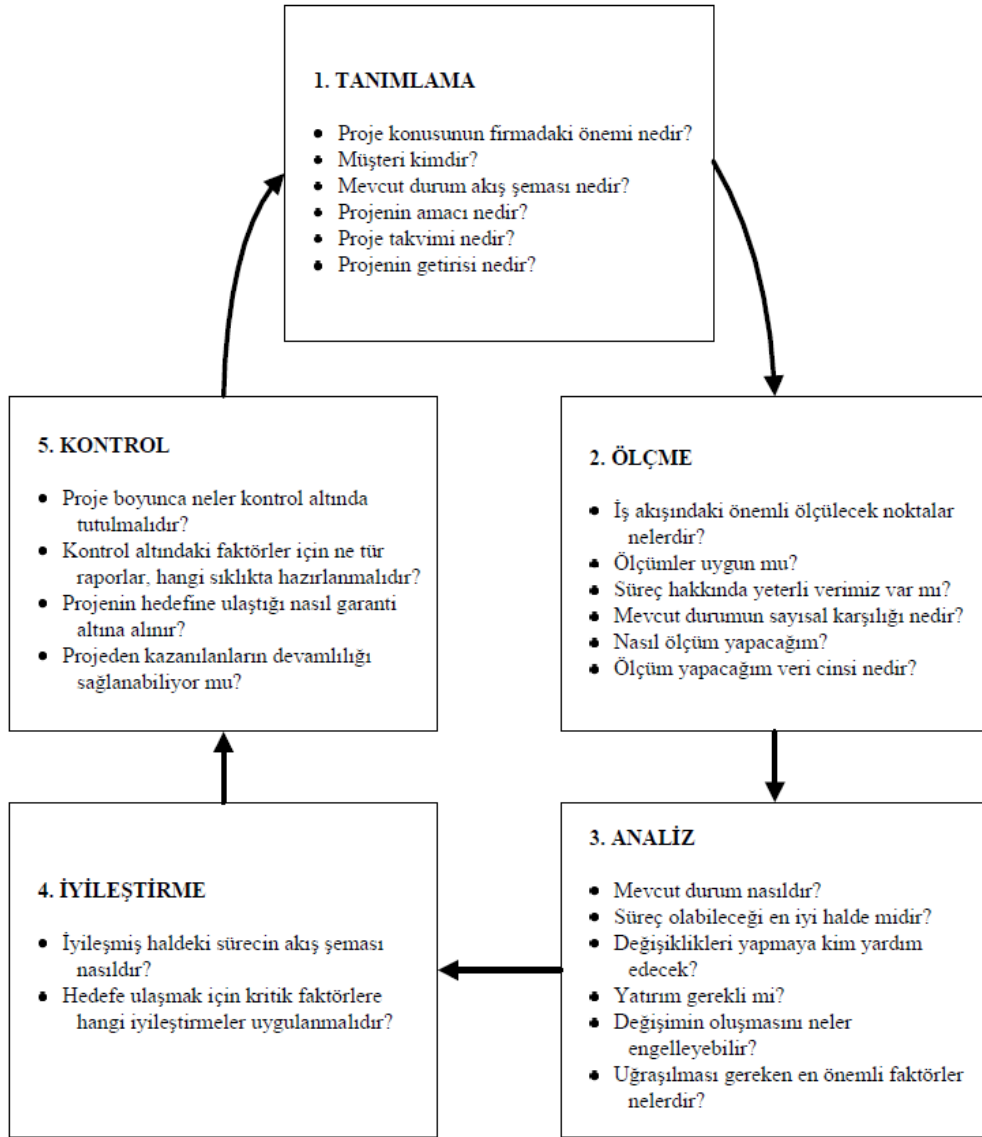 1. TANIMLAMA
● Proje konusunun firmadaki önemi nedir?
● Müşteri kimdir?
● Mevcut durum akış şeması nedir?
● Projenin amacı nedir?
● Proje takvimi nedir?
● Projenin getirisi nedir?
2. ÖLÇME
● İş akışındaki önemli ölçülecek noktalar
nelerdir?
● Ölçümler uygun mu?
● Süreç hakkında yeterli verimiz var mı?
● Mevcut durumun sayısal karşılığı nedir?
● Nasıl ölçüm yapacağım?
● Ölçüm yapacağım veri cinsi nedir?
3. ANALİZ
● Mevcut durum nasıldır?
● Süreç olabileceği en iyi halde midir?
● Değişiklikleri yapmaya kim yardım
edecek?
● Yatırım gerekli mi?
● Değişimin oluşmasını neler
engelleyebilir?
● Uğraşılması gereken en önemli faktörler
nelerdir?
4. İYİLEŞTİRME
● İyileşmiş haldeki sürecin akış şeması
nasıldır?
● Hedefe ulaşmak için kritik faktörlere
hangi iyileştirmeler uygulanmalıdır?
5. KONTROL
● Proje boyunca neler kontrol altında
tutulmalıdır?
● Kontrol altındaki faktörler için ne tür
raporlar, hangi sıklıkta hazırlanmalıdır?
● Projenin hedefine ulaştığı nasıl garanti
altına alınır?
● Projeden kazanılanların devamlılığı
sağlanabiliyor mu?